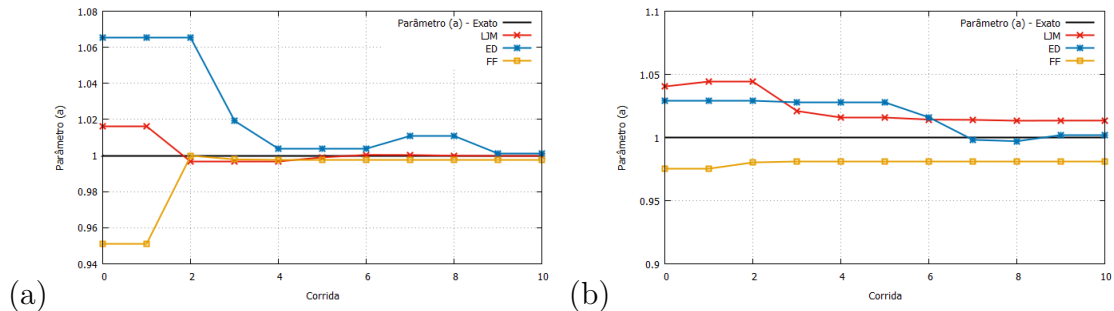 1.08
1.06
1.04
1.02
1
0.98
0.96
0.94
Parâmetro (a)
Parâmetro (a) - Exato
LJM
ED
FF
0 2 4 6 8 10
Corrida
(a)
1.1
1.05
1
0.95
0.9
Parâmetro (a)
Parâmetro (a) - Exato
LJM
ED
FF
0 2 4 6 8 10
Corrida
(b)